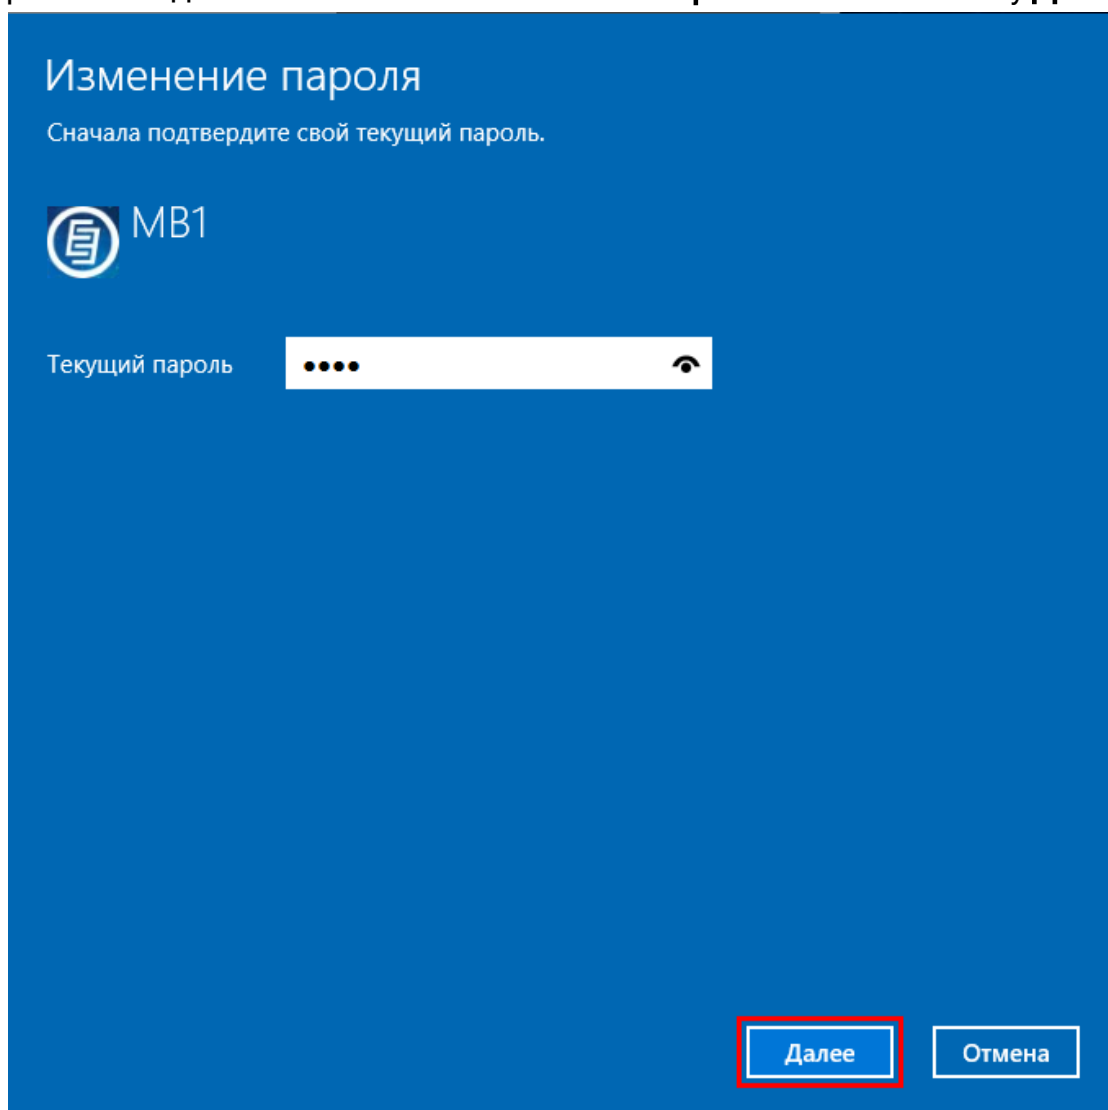 Изменение пароля
Сначала подтвердите свой текущий пароль.
MB1
Текущий пароль ••••
Далее Отмена